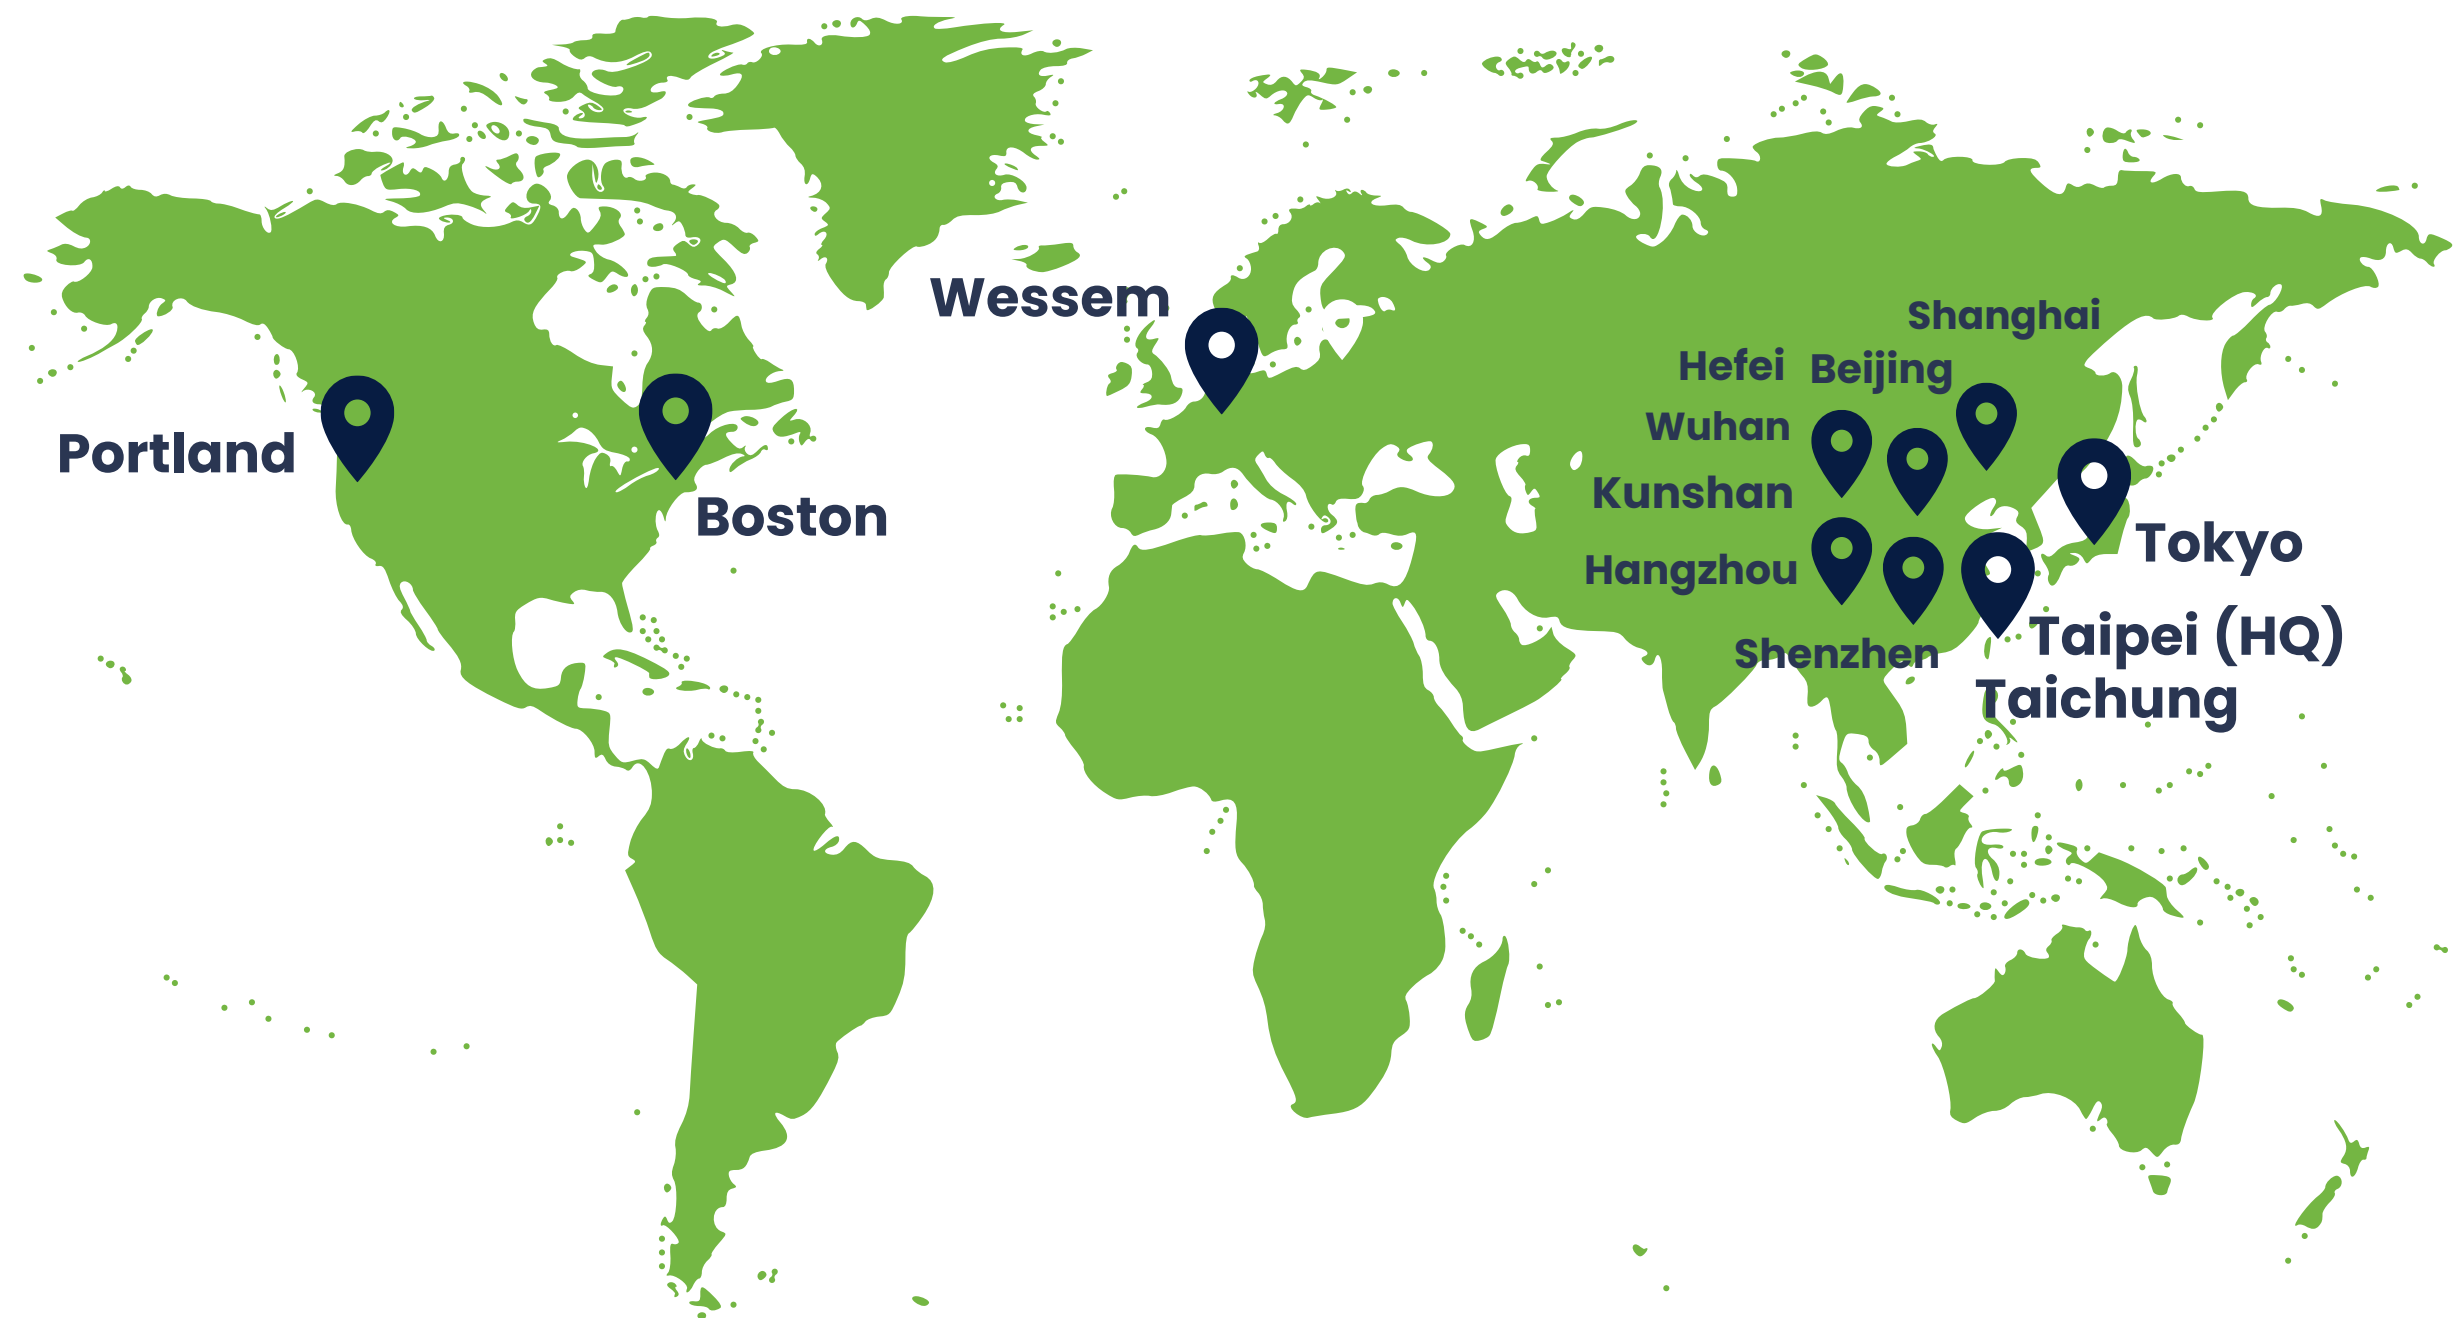 Wessem
Shanghai
Hefei
Beijing
Wuhan
Portland
Kunshan
Boston
Tokyo
Hangzhou
Taipei (HQ)
Shenzhen
Taichung